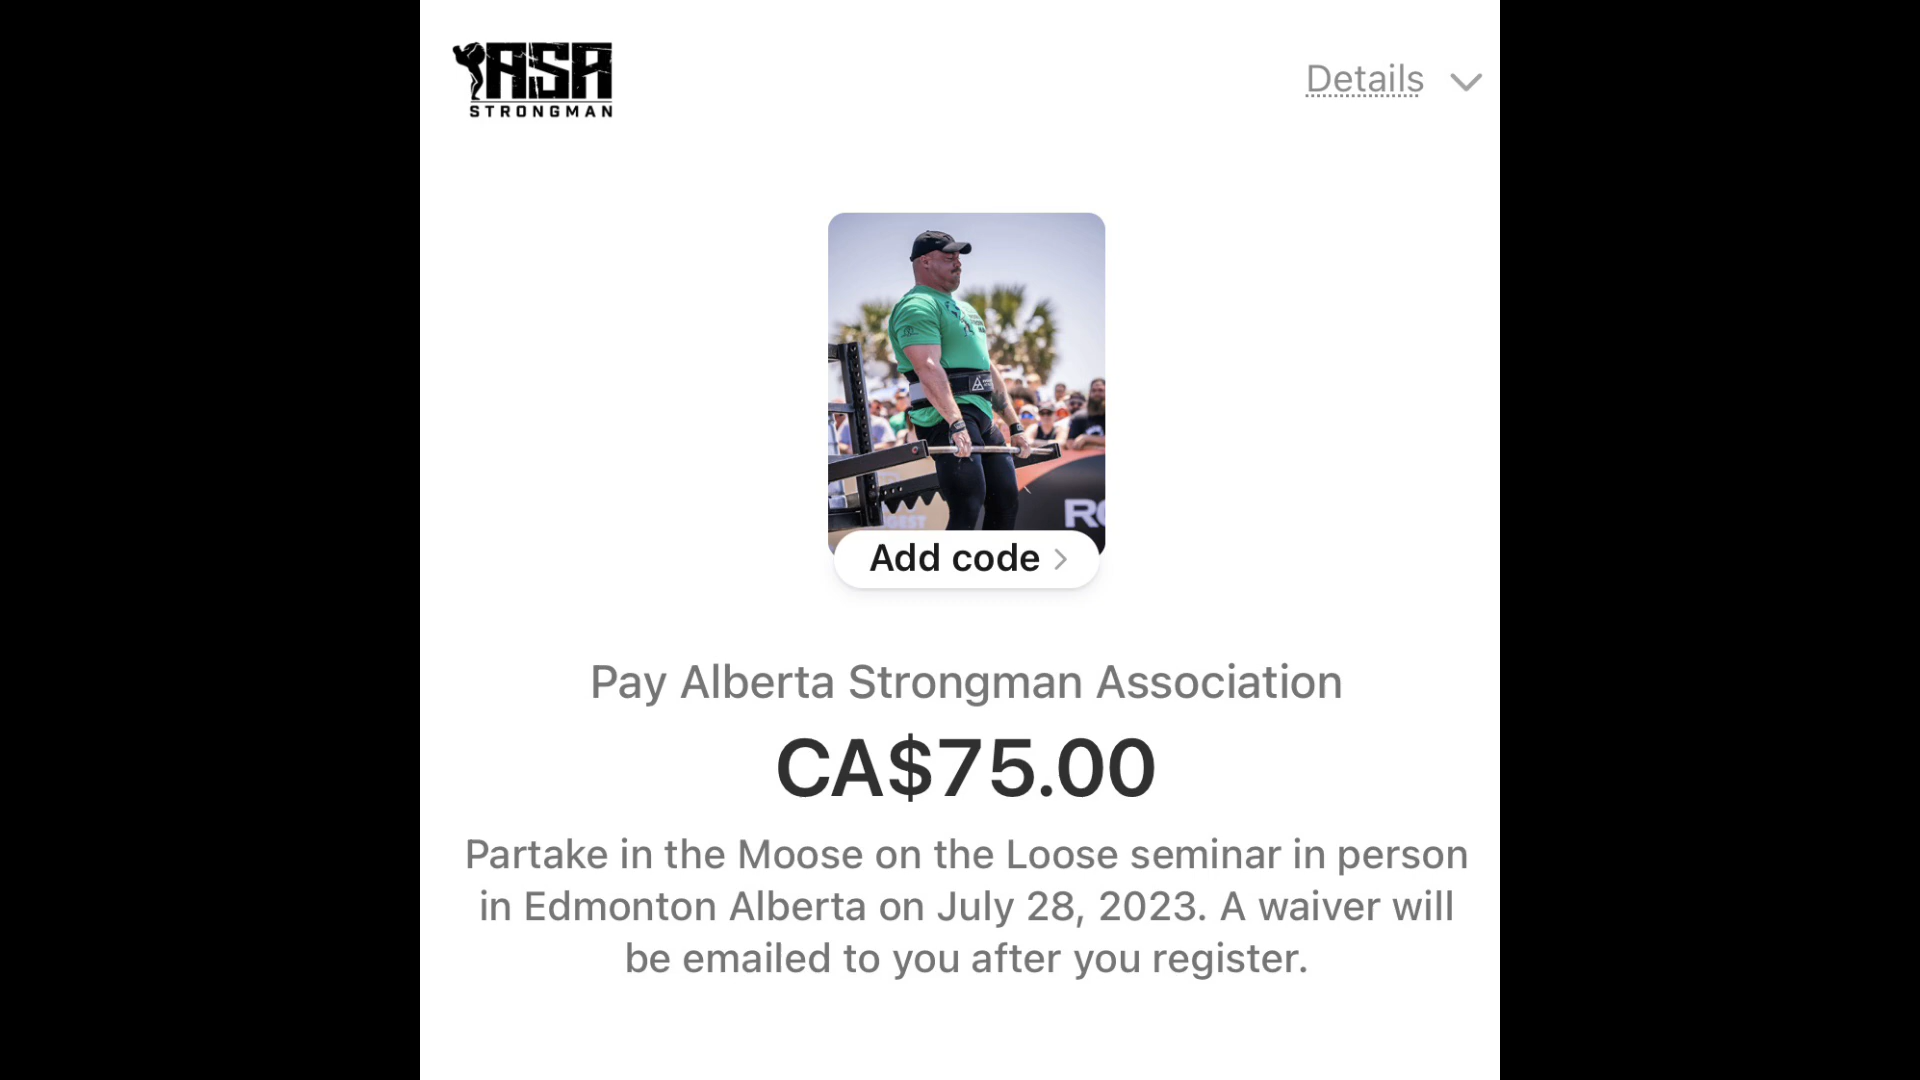 ASA
STRONGMAN
Details
Add code
Pay Alberta Strongman Association
CA$75.00
Partake in the Moose on the Loose seminar in person
in Edmonton Alberta on July 28, 2023. A waiver will
be emailed to you after you register.